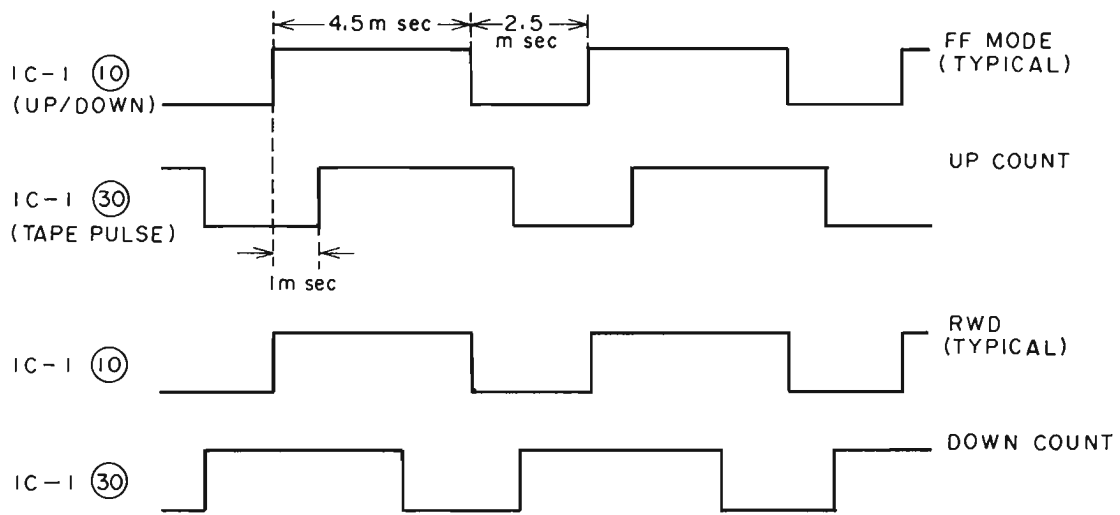 4.5 m sec
2.5 m sec
IC-1 10 (UP/DOWN)
FF MODE (TYPICAL)
IC-1 30 (TAPE PULSE)
UP COUNT
1m sec
IC-1 10
RWD (TYPICAL)
IC-1 30
DOWN COUNT